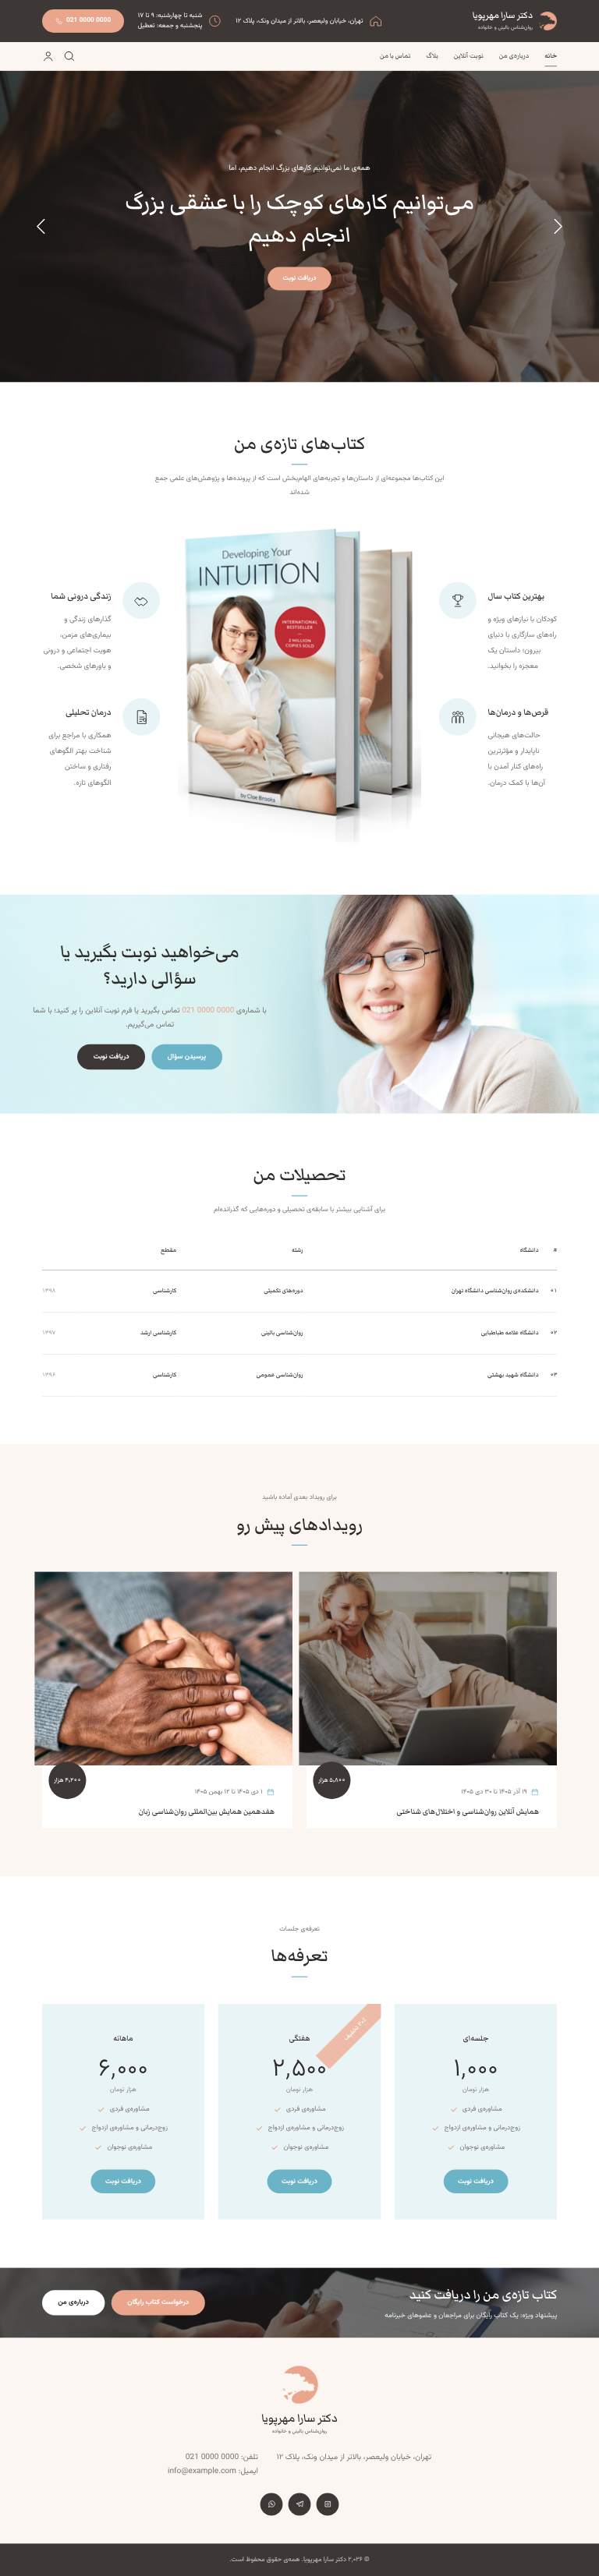 دکتر سارا مهرپویا
روان‌شناس بالینی و خانواده
تهران، خیابان ولیعصر، بالاتر از میدان ونک، پلاک ۱۲
شنبه تا چهارشنبه: ۹ تا ۱۷
پنجشنبه و جمعه: تعطیل
021 0000 0000
خانه
درباره‌ی من
نوبت آنلاین
بلاگ
تماس با من
همه‌ی ما نمی‌توانیم کارهای بزرگ انجام دهیم، اما
می‌توانیم کارهای کوچک را با عشقی بزرگ
انجام دهیم
دریافت نوبت
کتاب‌های تازه‌ی من
این کتاب‌ها مجموعه‌ای از داستان‌ها و تجربه‌های الهام‌بخش است که از پرونده‌ها و پژوهش‌های علمی جمع
شده‌اند
بهترین کتاب سال
کودکان با نیازهای ویژه و
راه‌های سازگاری با دنیای
بیرون؛ داستان یک
معجزه را بخوانید.
قرص‌ها و درمان‌ها
حالت‌های هیجانی
ناپایدار و مؤثرترین
راه‌های کنار آمدن با
آن‌ها با کمک درمان.
Developing Your
INTUITION
INTERNATIONAL
BESTSELLER
2 MILLION
COPIES SOLD
by Cloe Brooks
زندگی درونی شما
گذارهای زندگی و
بیماری‌های مزمن،
هویت اجتماعی و درونی
و باورهای شخصی.
درمان تحلیلی
همکاری با مراجع برای
شناخت بهتر الگوهای
رفتاری و ساختن
الگوهای تازه.
می‌خواهید نوبت بگیرید یا
سؤالی دارید؟
با شماره‌ی 021 0000 0000 تماس بگیرید یا فرم نوبت آنلاین را پر کنید؛ با شما
تماس می‌گیریم.
پرسیدن سؤال
دریافت نوبت
تحصیلات من
برای آشنایی بیشتر با سابقه‌ی تحصیلی و دوره‌هایی که گذرانده‌ام
# دانشگاه رشته مقطع
۰۱ دانشکده‌ی روان‌شناسی دانشگاه تهران دوره‌های تکمیلی کارشناسی ۱۳۹۸
۰۲ دانشگاه علامه طباطبایی روان‌شناسی بالینی کارشناسی ارشد ۱۳۹۷
۰۳ دانشگاه شهید بهشتی روان‌شناسی عمومی کارشناسی ۱۳۹۶
برای رویداد بعدی آماده باشید
رویدادهای پیش رو
۵٫۸۰۰ هزار
۱۹ آذر ۱۴۰۵ تا ۳۰ دی ۱۴۰۵
همایش آنلاین روان‌شناسی و اختلال‌های شناختی
۴٫۲۰۰ هزار
۱ دی ۱۴۰۵ تا ۱۲ بهمن ۱۴۰۵
هفدهمین همایش بین‌المللی روان‌شناسی زبان
تعرفه‌ی جلسات
تعرفه‌ها
جلسه‌ای
۱,۰۰۰
هزار تومان
مشاوره‌ی فردی
زوج‌درمانی و مشاوره‌ی ازدواج
مشاوره‌ی نوجوان
دریافت نوبت
هفتگی
۲,۵۰۰
هزار تومان
مشاوره‌ی فردی
زوج‌درمانی و مشاوره‌ی ازدواج
مشاوره‌ی نوجوان
دریافت نوبت
ماهانه
۶,۰۰۰
هزار تومان
مشاوره‌ی فردی
زوج‌درمانی و مشاوره‌ی ازدواج
مشاوره‌ی نوجوان
دریافت نوبت
کتاب تازه‌ی من را دریافت کنید
پیشنهاد ویژه: یک کتاب رایگان برای مراجعان و عضوهای خبرنامه
درخواست کتاب رایگان
درباره‌ی من
دکتر سارا مهرپویا
روان‌شناس بالینی و خانواده
تهران، خیابان ولیعصر، بالاتر از میدان ونک، پلاک ۱۲
تلفن: 021 0000 0000
ایمیل: info@example.com
© ۲,۰۲۶ دکتر سارا مهرپویا. همه‌ی حقوق محفوظ است.